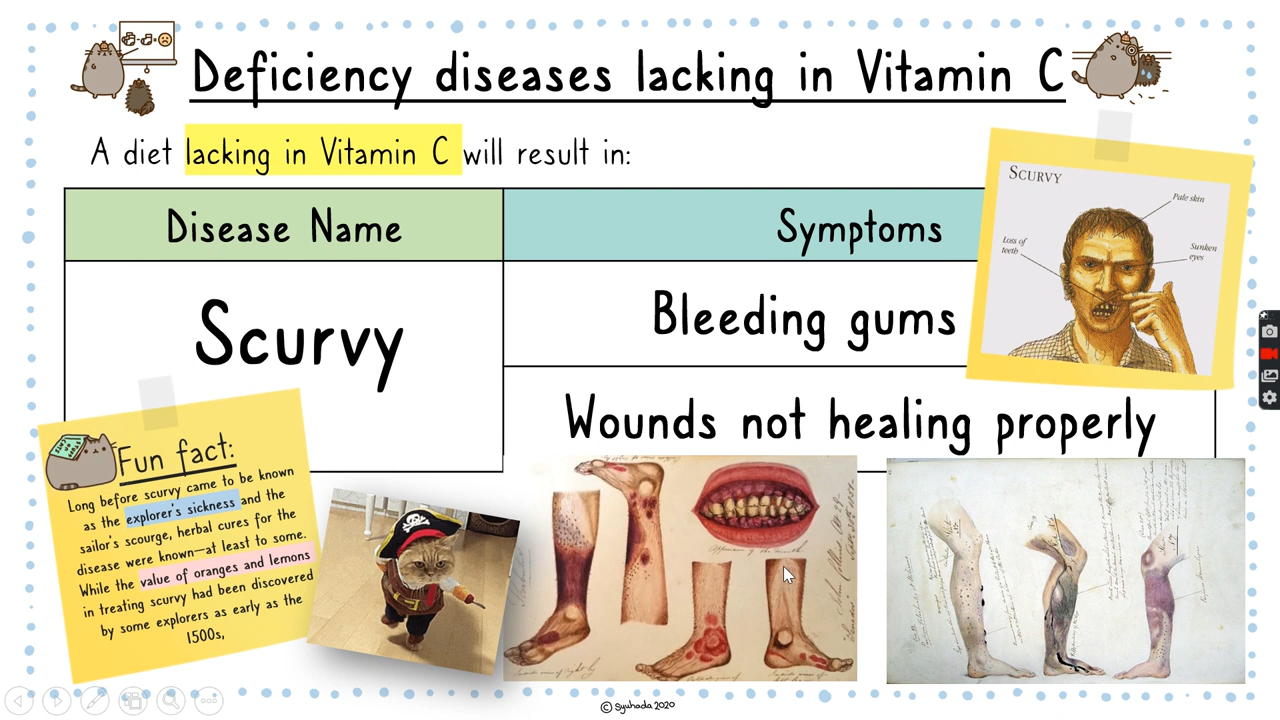 Deficiency diseases lacking in Vitamin C
A diet lacking in Vitamin C will result in:
Disease Name
Symptoms
Scurvy
Bleeding gums
Wounds not healing properly
SCURVY
Pale skin
Loss of
teeth
Sunken
eyes
Fun fact:
Long before scurvy came to be known
as the explorer's sickness and the
sailor's scourge, herbal cures for the
disease were known—at least to some.
While the value of oranges and lemons
in treating scurvy had been discovered
by some explorers as early as the
1500s,
© Syuhada 2020